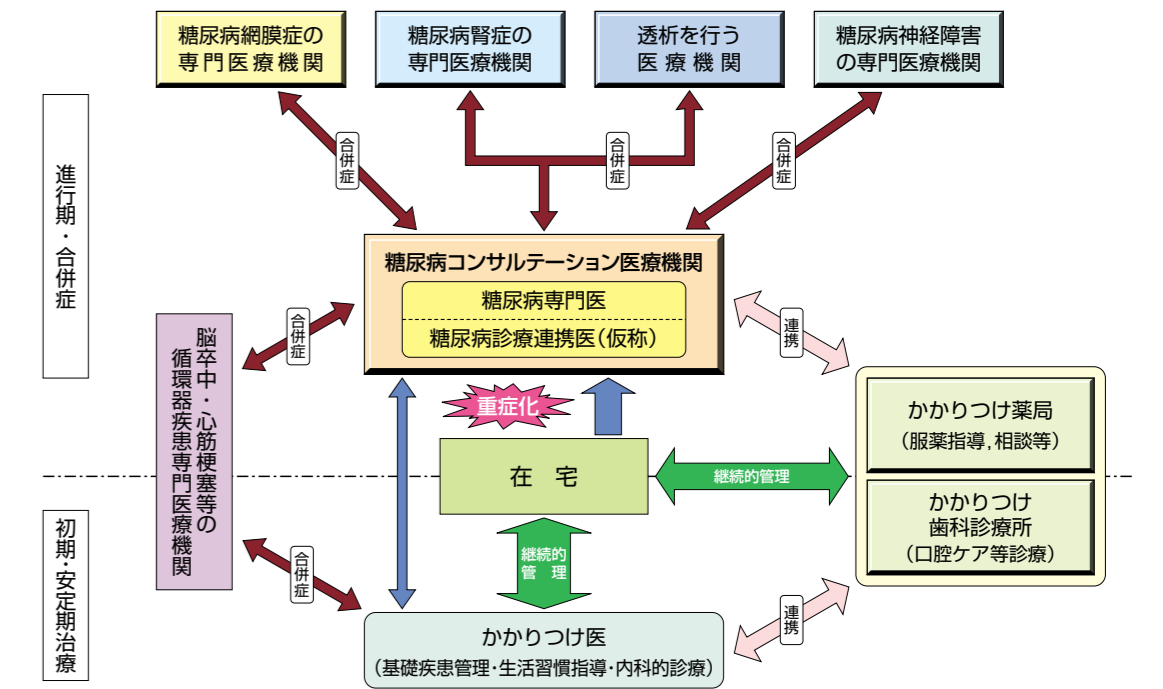 糖尿病網膜症の
専門医療機関
糖尿病腎症の
専門医療機関
透析を行う
医療機関
糖尿病神経障害
の専門医療機関
進行期・合併症
合併症
合併症
合併症
糖尿病コンサルテーション医療機関
糖尿病専門医
糖尿病診療連携医（仮称）
合併症
連携
脳卒中・心筋梗塞等の
循環器疾患専門医療機関
重症化
かかりつけ薬局
（服薬指導，相談等）
在　宅
継続的管理
かかりつけ
歯科診療所
（口腔ケア等診療）
初期・安定期治療
継続的
管　理
合併症
連携
かかりつけ医
（基礎疾患管理・生活習慣指導・内科的診療）